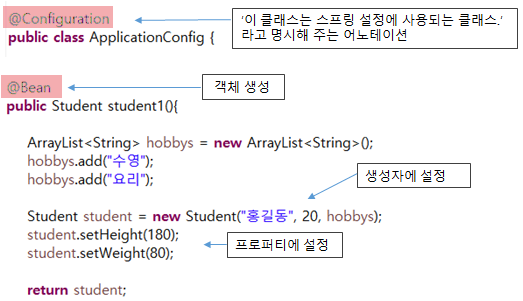 @Configuration
public class ApplicationConfig {
‘이 클래스는 스프링 설정에 사용되는 클래스.’
라고 명시해 주는 어노테이션
@Bean
객체 생성
public Student student1(){
ArrayList<String> hobbys = new ArrayList<String>();
hobbys.add("수영");
hobbys.add("요리");
생성자에 설정
Student student = new Student("홍길동", 20, hobbys);
student.setHeight(180);
student.setWeight(80);
프로퍼티에 설정
return student;